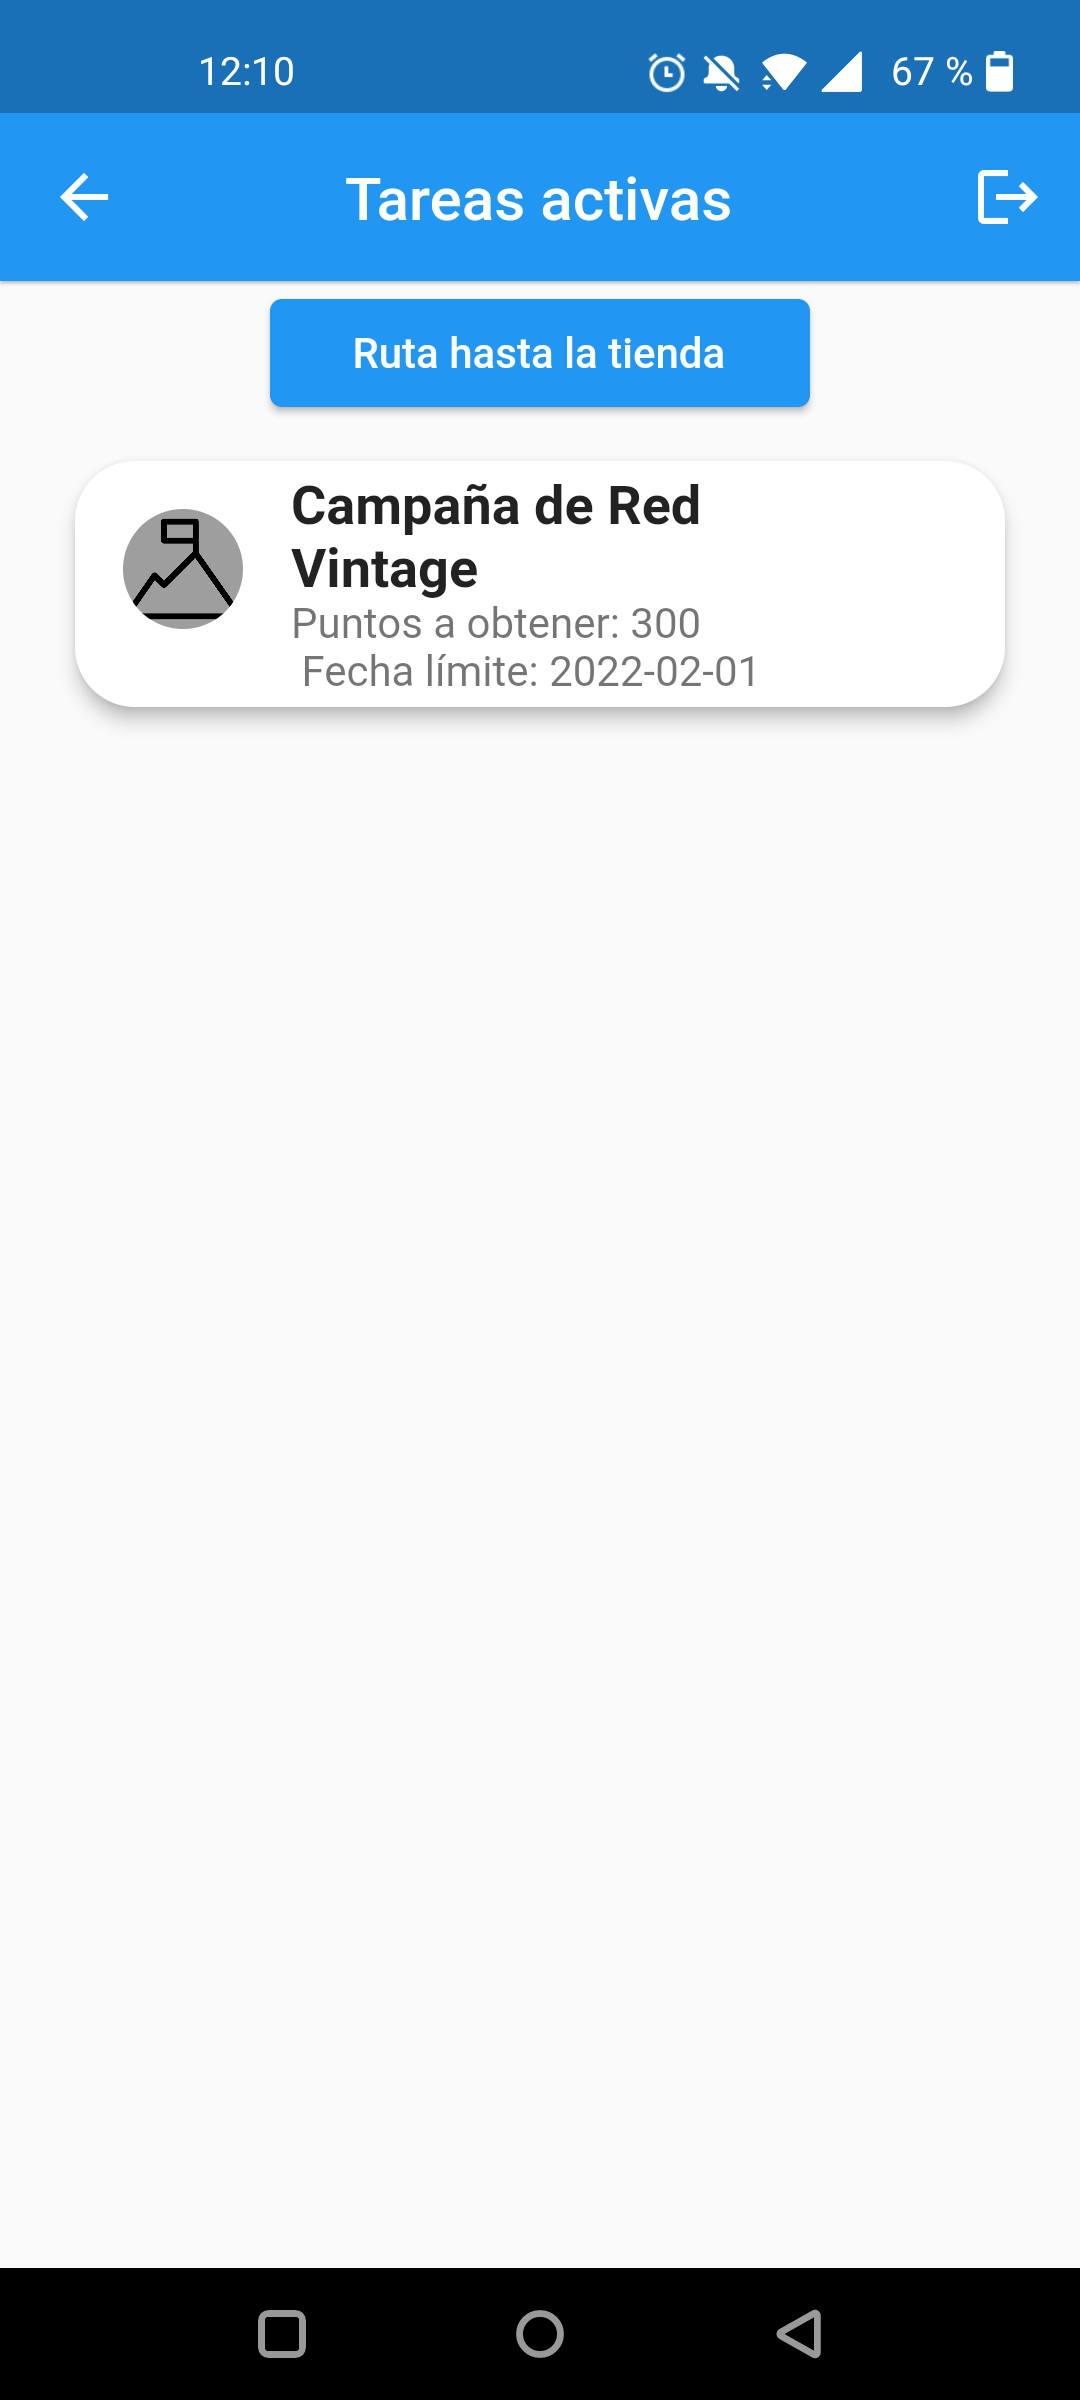 12:10
67 %
Tareas activas
Ruta hasta la tienda
Campaña de Red
Vintage
Puntos a obtener: 300
Fecha límite: 2022-02-01